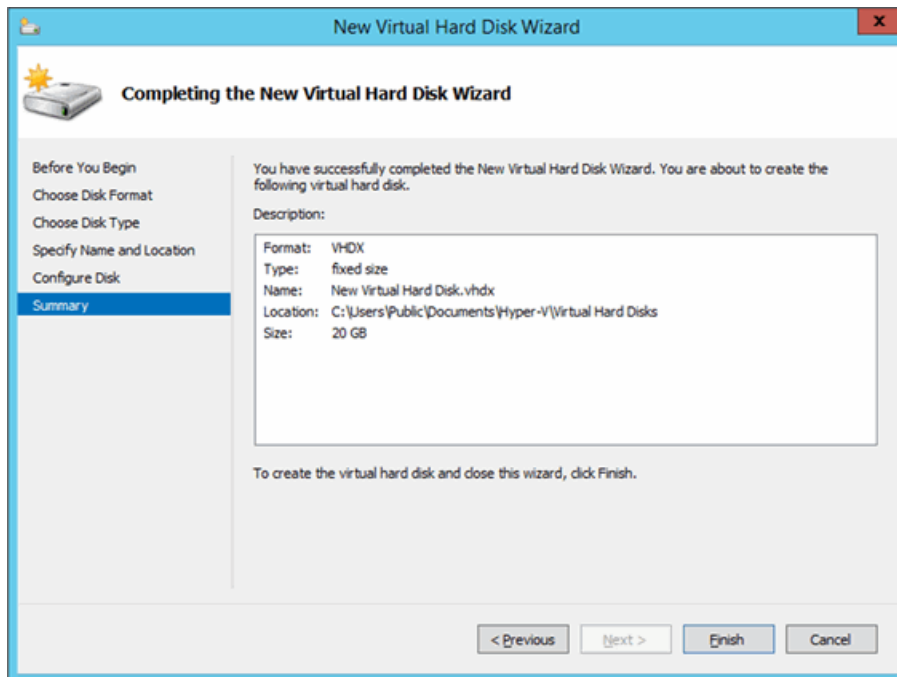 New Virtual Hard Disk Wizard
x
Completing the New Virtual Hard Disk Wizard
Before You Begin
Choose Disk Format
Choose Disk Type
Specify Name and Location
Configure Disk
Summary
You have successfully completed the New Virtual Hard Disk Wizard. You are about to create the
following virtual hard disk.
Description:
Format: VHDX
Type: fixed size
Name: New Virtual Hard Disk.vhdx
Location: C:\Users\Public\Documents\Hyper-V\Virtual Hard Disks
Size: 20 GB
To create the virtual hard disk and close this wizard, click Finish.
< Previous
Next >
Finish
Cancel